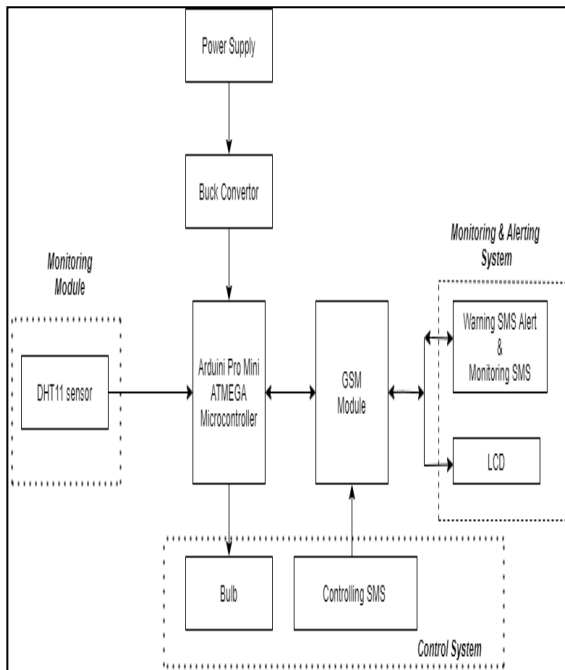 Power Supply
Buck Convertor
Monitoring
Module
Monitoring & Alerting
System
DHT11 sensor
Arduini Pro Mini
ATMEGA
Microcontroller
GSM
Module
Warning SMS Alert
&
Monitoring SMS
LCD
Bulb
Controlling SMS
Control System